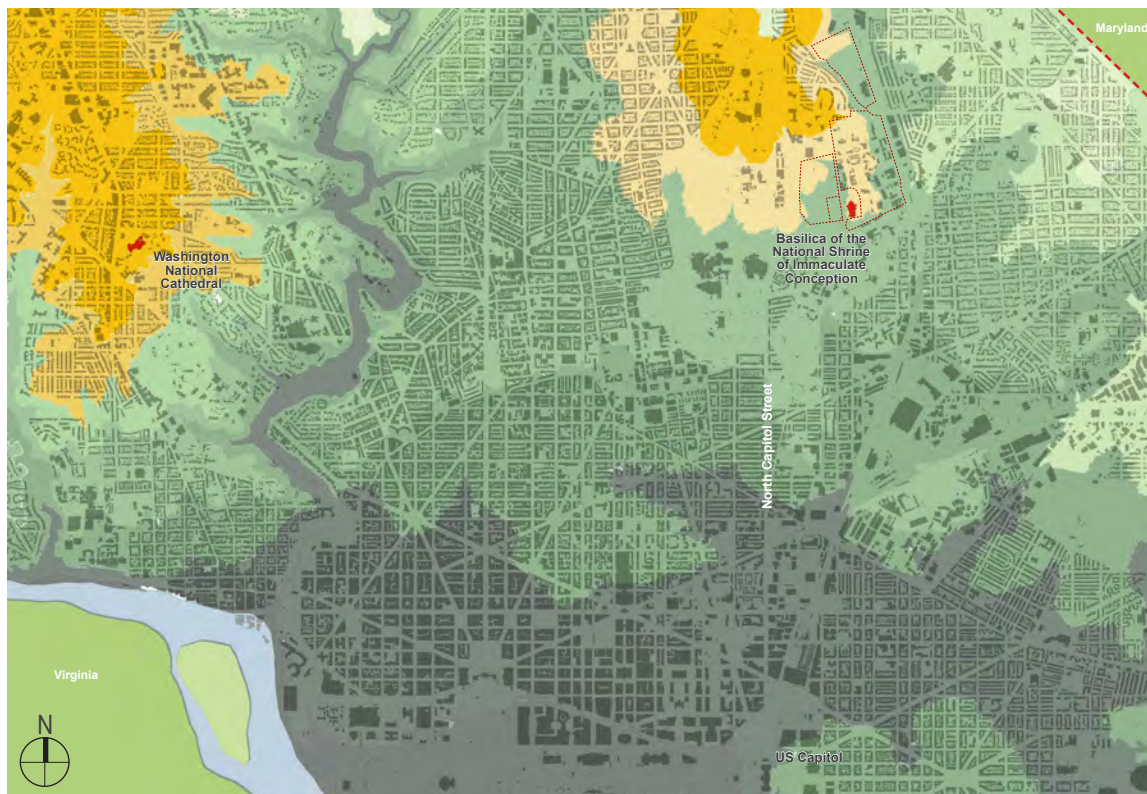 Maryland
Washington
National
Cathedral
Basilica of the
National Shrine
of Immaculate
Conception
North Capitol Street
Virginia
N
US Capitol